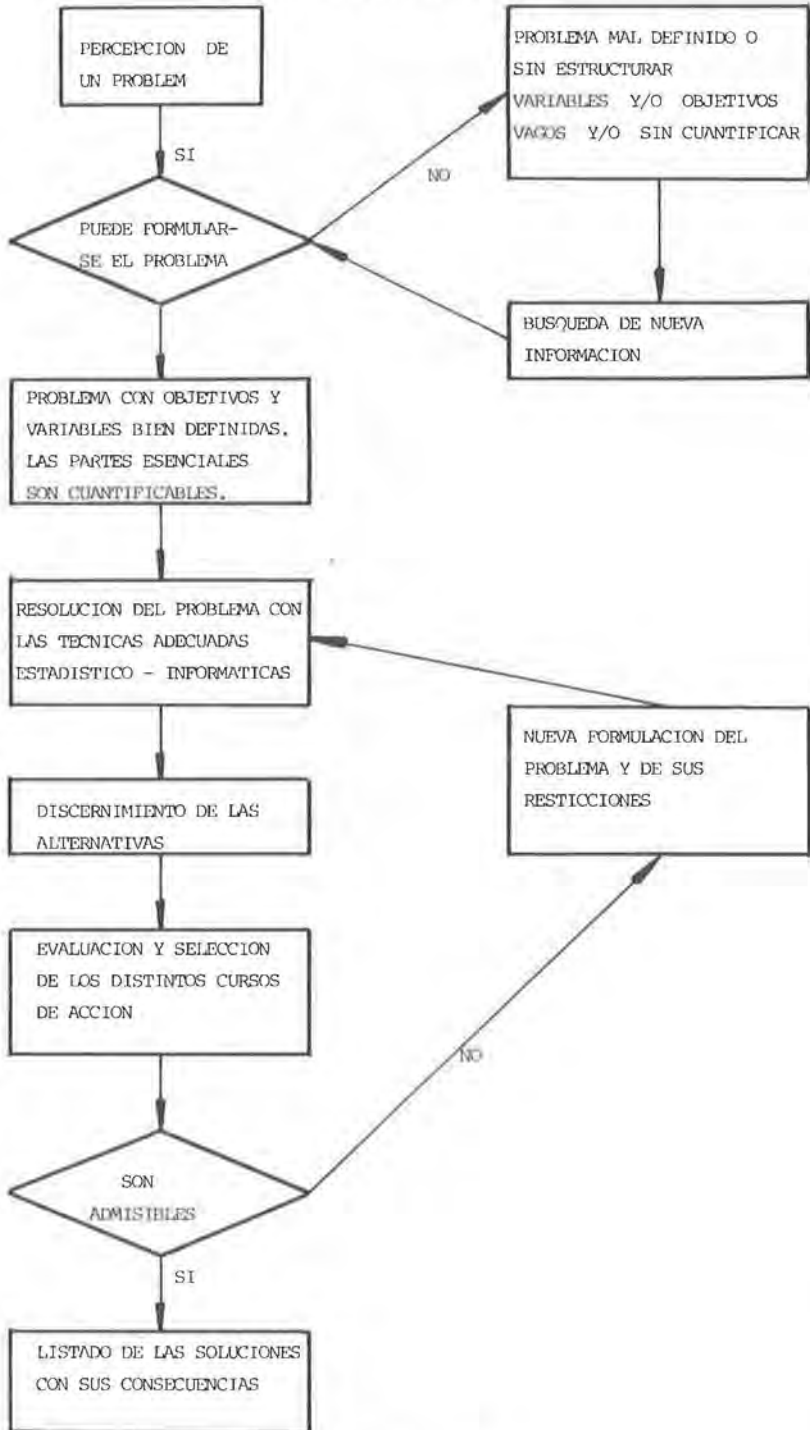 PERCEPCION DE
UN PROBLEM
SI
PUEDE FORMULAR-
SE EL PROBLEMA
NO
PROBLEMA MAL DEFINIDO O
SIN ESTRUCTURAR
VARIABLES Y/O OBJETIVOS
VAGOS Y/O SIN CUANTIFICAR
BUSQUEDA DE NUEVA
INFORMACION
PROBLEMA CON OBJETIVOS Y
VARIABLES BIEN DEFINIDAS.
LAS PARTES ESENCIALES
SON CUANTIFICABLES.
RESOLUCION DEL PROBLEMA CON
LAS TECNICAS ADECUADAS
ESTADISTICO - INFORMATICAS
DISCERNIMIENTO DE LAS
ALTERNATIVAS
EVALUACION Y SELECCION
DE LOS DISTINTOS CURSOS
DE ACCION
SON
ADMISIBLES
NO
NUEVA FORMULACION DEL
PROBLEMA Y DE SUS
RESTICCIONES
SI
LISTADO DE LAS SOLUCIONES
CON SUS CONSECUENCIAS